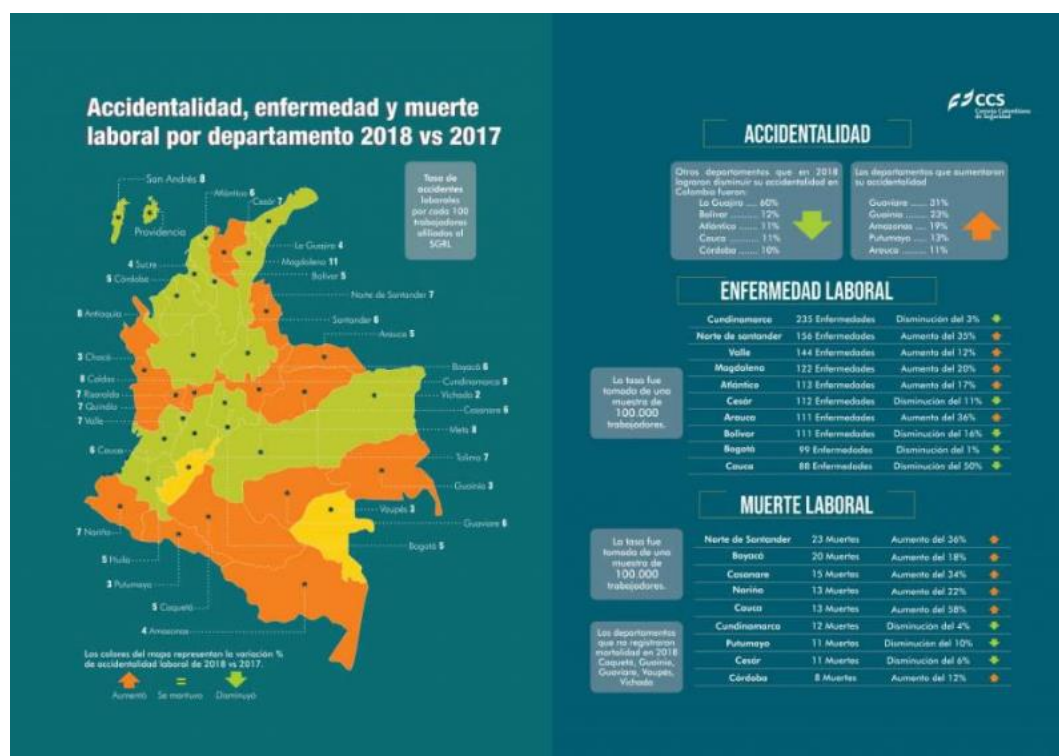 Accidentalidad, enfermedad y muerte
laboral por departamento 2018 vs 2017
San Andrés 8
Providencia
Atlántico 6
Cesár 7
La Guajira 4
Magdalena 11
Bolívar 5
4 Sucre
5 Córdoba
Norte de Santander 7
Santander 6
6 Antioquia
Arauca 5
3 Chocó
Boyacá 6
8 Caldas
Cundinamarca 9
7 Risaralda
Vichada 2
7 Quindío
Casanare 6
7 Valle
Meta 8
6 Cauca
Tolima 7
Guainía 3
Vaupés 3
Guaviare 6
7 Nariño
Bogotá 5
5 Huila
3 Putumayo
5 Caquetá
4 Amazonas
Tasa de
accidentes
laborales
por cada 100
trabajadores
afiliados al
SGRL
Los colores del mapa representan la variación %
de accidentalidad laboral de 2018 vs 2017.
Aumentó Se mantuvo Disminuyó
CCS
Consejo Colombiano
de Seguridad
ACCIDENTALIDAD
Otros departamentos que en 2018
lograron disminuir su accidentalidad en
Colombia fueron:
La Guajira ..... 60%
Bolívar .......... 12%
Atlántico ....... 11%
Cauca ........... 11%
Córdoba ....... 10%
Los departamentos que aumentaron
su accidentalidad
Guaviare ...... 31%
Guainía ........ 23%
Amazonas .... 19%
Putumayo .... 13%
Arauca ......... 11%
ENFERMEDAD LABORAL
La tasa fue
tomada de una
muestra de
100.000
trabajadores.
Cundinamarca 235 Enfermedades Disminución del 3%
Norte de santander 156 Enfermedades Aumento del 35%
Valle 144 Enfermedades Aumento del 12%
Magdalena 122 Enfermedades Aumento del 20%
Atlántico 113 Enfermedades Aumento del 17%
Cesár 112 Enfermedades Disminución del 11%
Arauca 111 Enfermedades Aumento del 36%
Bolívar 111 Enfermedades Disminución del 16%
Bogotá 99 Enfermedades Disminución del 1%
Cauca 88 Enfermedades Disminución del 50%
MUERTE LABORAL
La tasa fue
tomada de una
muestra de
100.000
trabajadores.
Los departamentos
que no registraron
mortalidad en 2018
Caquetá, Guainía,
Guaviare, Vaupés,
Vichada
Norte de Santander 23 Muertes Aumento del 36%
Boyacá 20 Muertes Aumento del 18%
Casanare 15 Muertes Aumento del 34%
Nariño 13 Muertes Aumento del 22%
Cauca 13 Muertes Aumento del 58%
Cundinamarca 12 Muertes Disminución del 4%
Putumayo 11 Muertes Disminución del 10%
Cesár 11 Muertes Disminución del 6%
Córdoba 8 Muertes Aumento del 12%